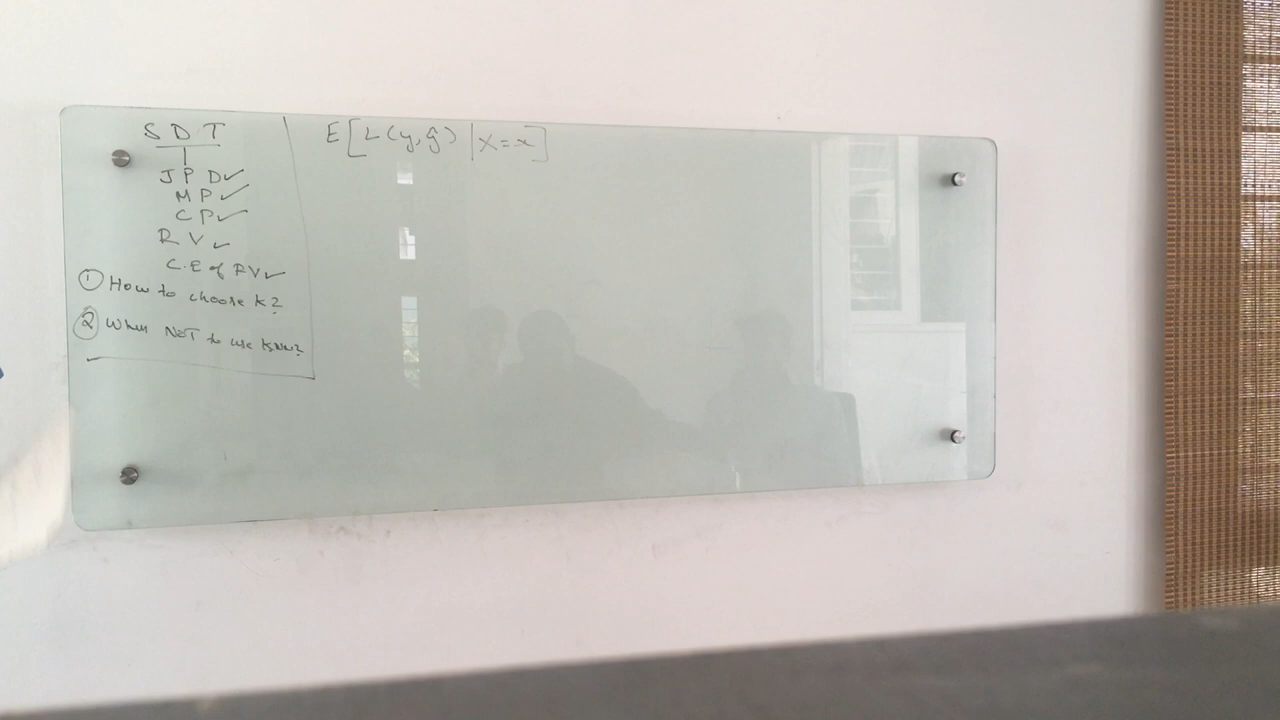 S D T
J P D ✓
M P ✓
C P ✓
R V ✓
C.E of RV ✓
① How to choose K?
② When NOT to use KNN?
E[L(y,ŷ) | X=x]